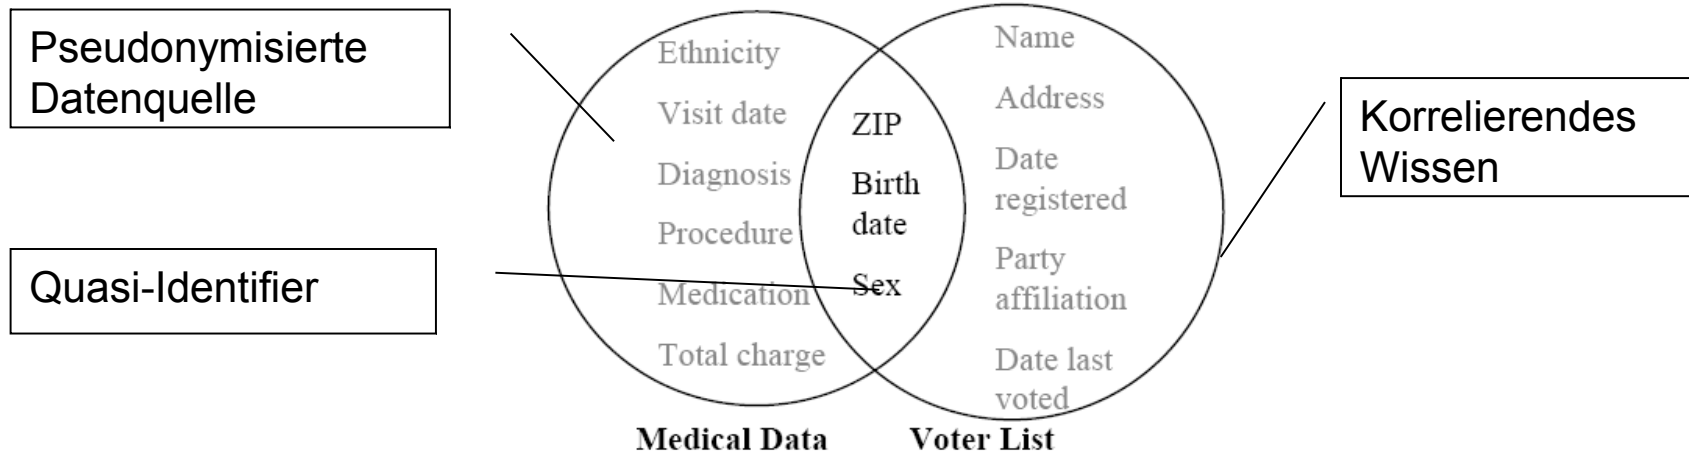 Pseudonymisierte
Datenquelle
Quasi-Identifier
Ethnicity
Visit date
Diagnosis
Procedure
Medication
Total charge
ZIP
Birth
date
Sex
Name
Address
Date
registered
Party
affiliation
Date last
voted
Medical Data
Voter List
Korrelierendes
Wissen